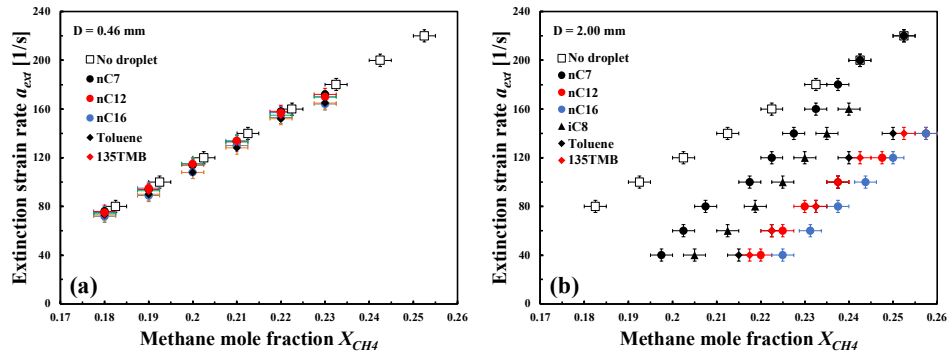 240
200
160
120
80
40
0
Extinction strain rate a_ext [1/s]
D = 0.46 mm
No droplet
nC7
nC12
nC16
Toluene
135TMB
(a)
0.17 0.18 0.19 0.20 0.21 0.22 0.23 0.24 0.25 0.26
Methane mole fraction X_CH4
240
200
160
120
80
40
0
Extinction strain rate a_ext [1/s]
D = 2.00 mm
No droplet
nC7
nC12
nC16
iC8
Toluene
135TMB
(b)
0.17 0.18 0.19 0.2 0.21 0.22 0.23 0.24 0.25 0.26
Methane mole fraction X_CH4